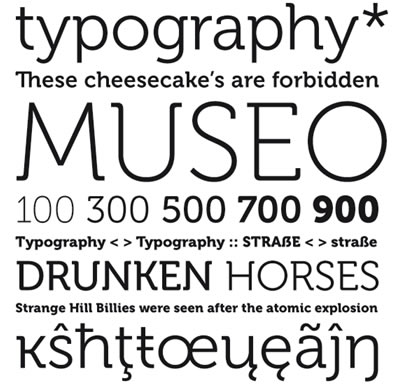 typography*
These cheesecake's are forbidden
MUSEO
100 300 500 700 900
Typography < > Typography :: STRAẞE < > straße
DRUNKEN HORSES
Strange Hill Billies were seen after the atomic explosion
ĸŝħţŧœųęãĵŋ